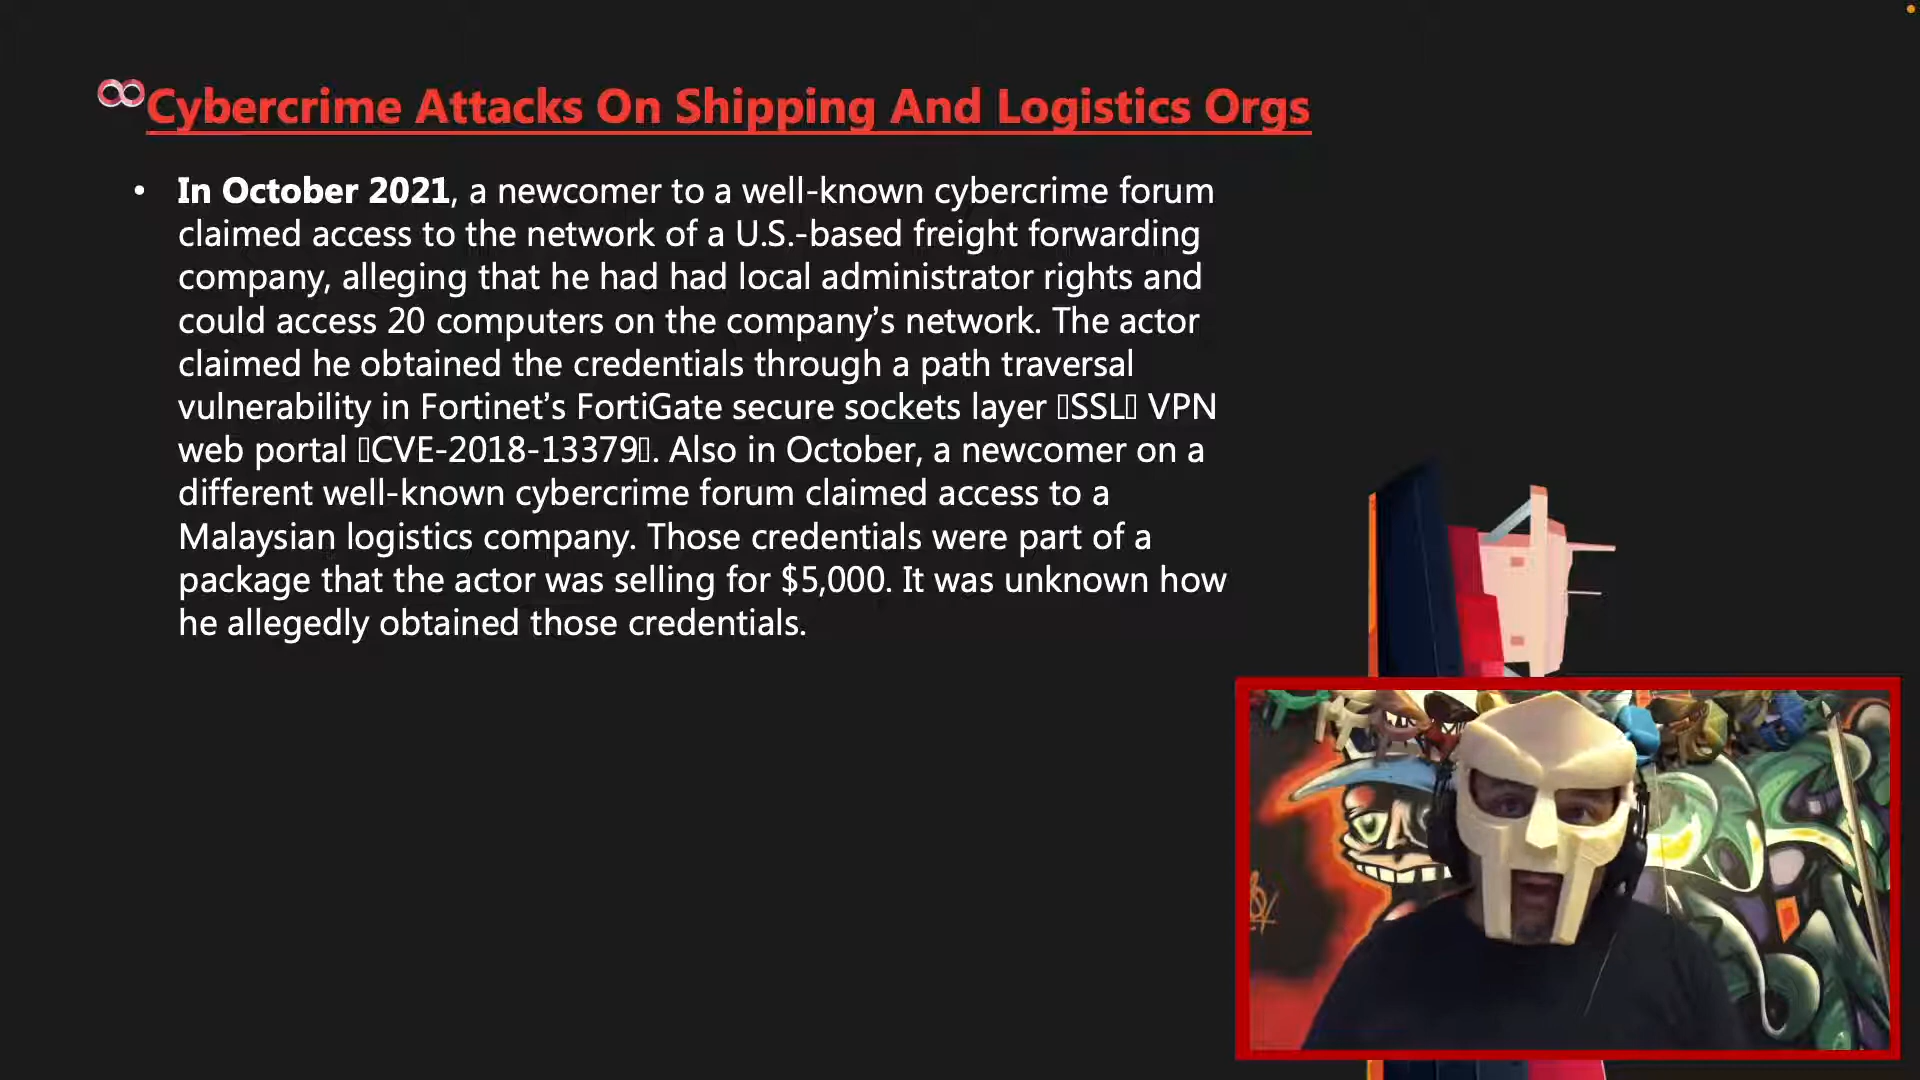 Cybercrime Attacks On Shipping And Logistics Orgs
• In October 2021, a newcomer to a well-known cybercrime forum
claimed access to the network of a U.S.-based freight forwarding
company, alleging that he had had local administrator rights and
could access 20 computers on the company’s network. The actor
claimed he obtained the credentials through a path traversal
vulnerability in Fortinet’s FortiGate secure sockets layer ▯SSL▯ VPN
web portal ▯CVE-2018-13379▯. Also in October, a newcomer on a
different well-known cybercrime forum claimed access to a
Malaysian logistics company. Those credentials were part of a
package that the actor was selling for $5,000. It was unknown how
he allegedly obtained those credentials.